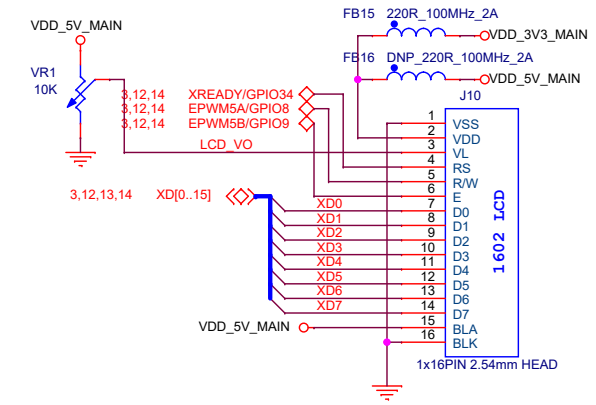 FB15 220R_100MHz_2A
VDD_5V_MAIN
VDD_3V3_MAIN
FB16 DNP_220R_100MHz_2A
VR1
10K
VDD_5V_MAIN
J10
3,12,14 XREADY/GPIO34
3,12,14 EPWM5A/GPIO8
3,12,14 EPWM5B/GPIO9
LCD_VO
1 VSS
2 VDD
3 VL
4 RS
5 R/W
6 E
3,12,13,14 XD[0..15]
XD0 7 D0
XD1 8 D1
XD2 9 D2
XD3 10 D3
XD4 11 D4
XD5 12 D5
XD6 13 D6
XD7 14 D7
VDD_5V_MAIN 15 BLA
16 BLK
1602 LCD
1x16PIN 2.54mm HEAD